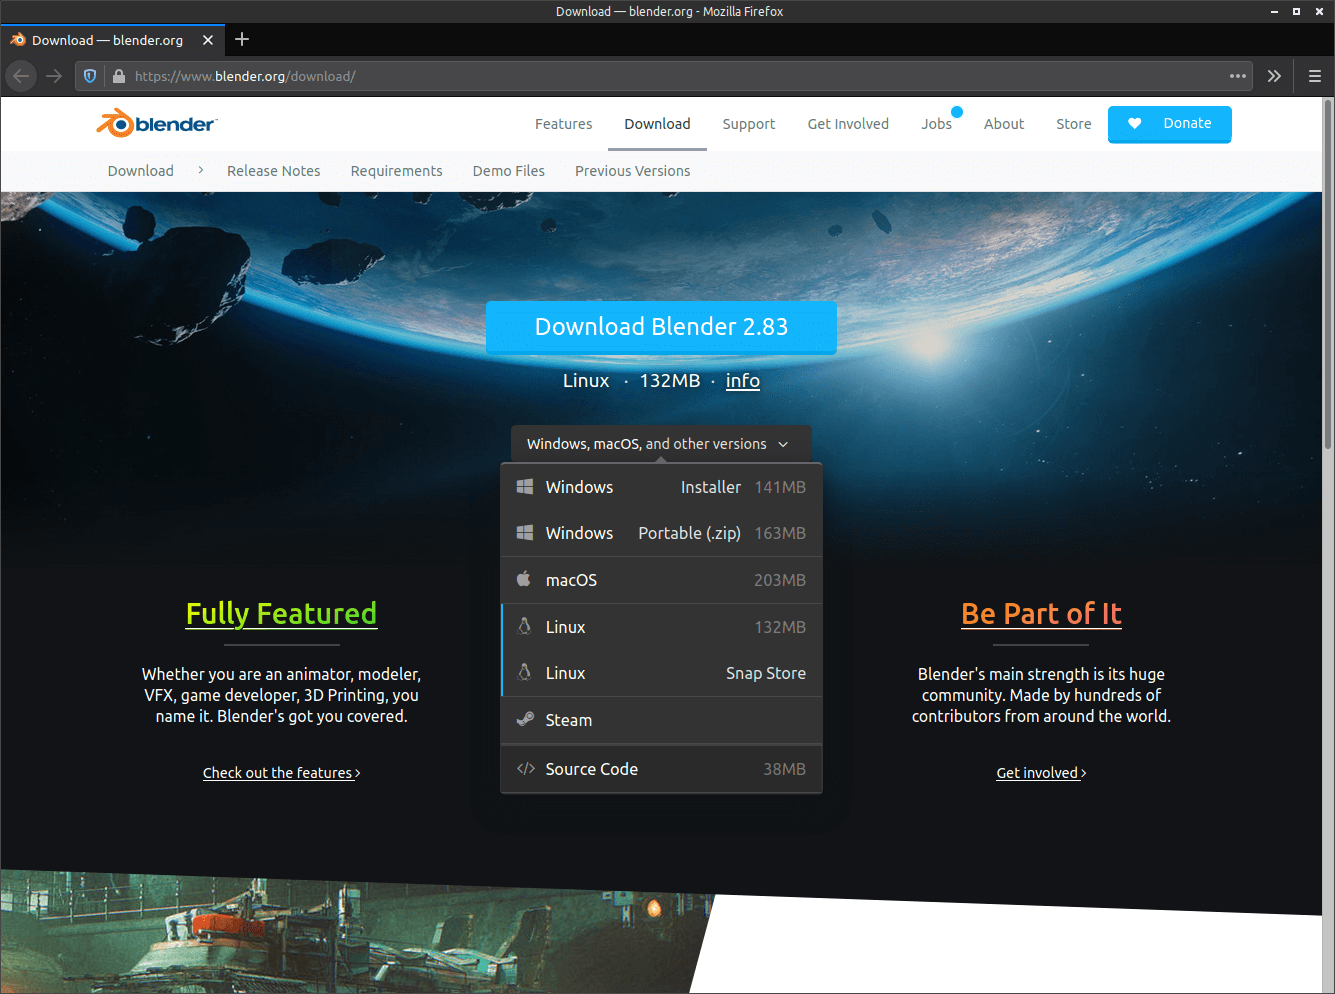 Download — blender.org - Mozilla Firefox
Download — blender.org
https://www.blender.org/download/
blender
Features Download Support Get Involved Jobs About Store Donate
Download Release Notes Requirements Demo Files Previous Versions
Download Blender 2.83
Linux · 132MB · info
Windows, macOS, and other versions
Windows Installer 141MB
Windows Portable (.zip) 163MB
macOS 203MB
Linux 132MB
Linux Snap Store
Steam
Source Code 38MB
Fully Featured
Whether you are an animator, modeler,
VFX, game developer, 3D Printing, you
name it. Blender's got you covered.
Check out the features
Be Part of It
Blender's main strength is its huge
community. Made by hundreds of
contributors from around the world.
Get involved